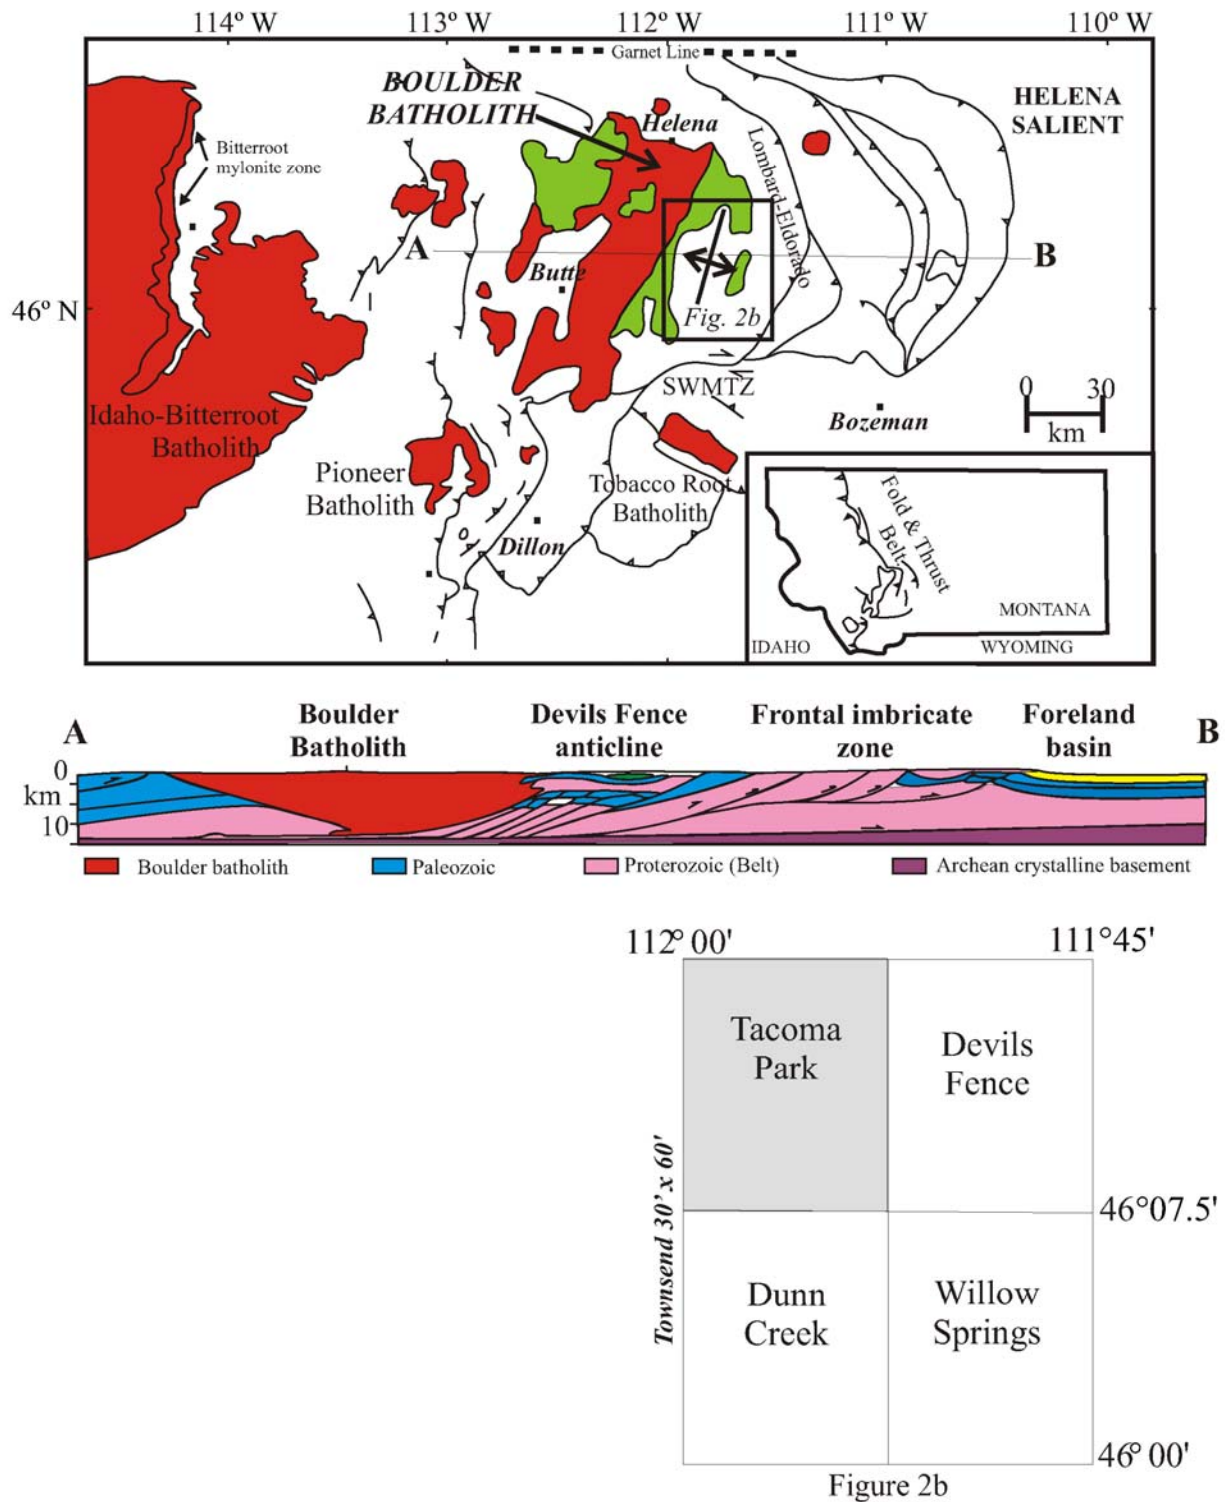 114º W 113º W 112º W 111º W 110º W
Garnet Line
BOULDER
BATHOLITH
HELENA
SALIENT
Helena
Bitterroot
mylonite zone
Lombard-Eldorado
A
B
Butte
46º N
Fig. 2b
SWMTZ
0 30
km
Bozeman
Idaho-Bitterroot
Batholith
Pioneer
Batholith
Tobacco Root
Batholith
Dillon
Fold & Thrust
Belt.
MONTANA
IDAHO
WYOMING
A
Boulder
Batholith
Devils Fence
anticline
Frontal imbricate
zone
Foreland
basin
B
0
km
10
Boulder batholith Paleozoic Proterozoic (Belt) Archean crystalline basement
112° 00' 111°45'
Tacoma
Park
Devils
Fence
Townsend 30' x 60'
46°07.5'
Dunn
Creek
Willow
Springs
46° 00'
Figure 2b